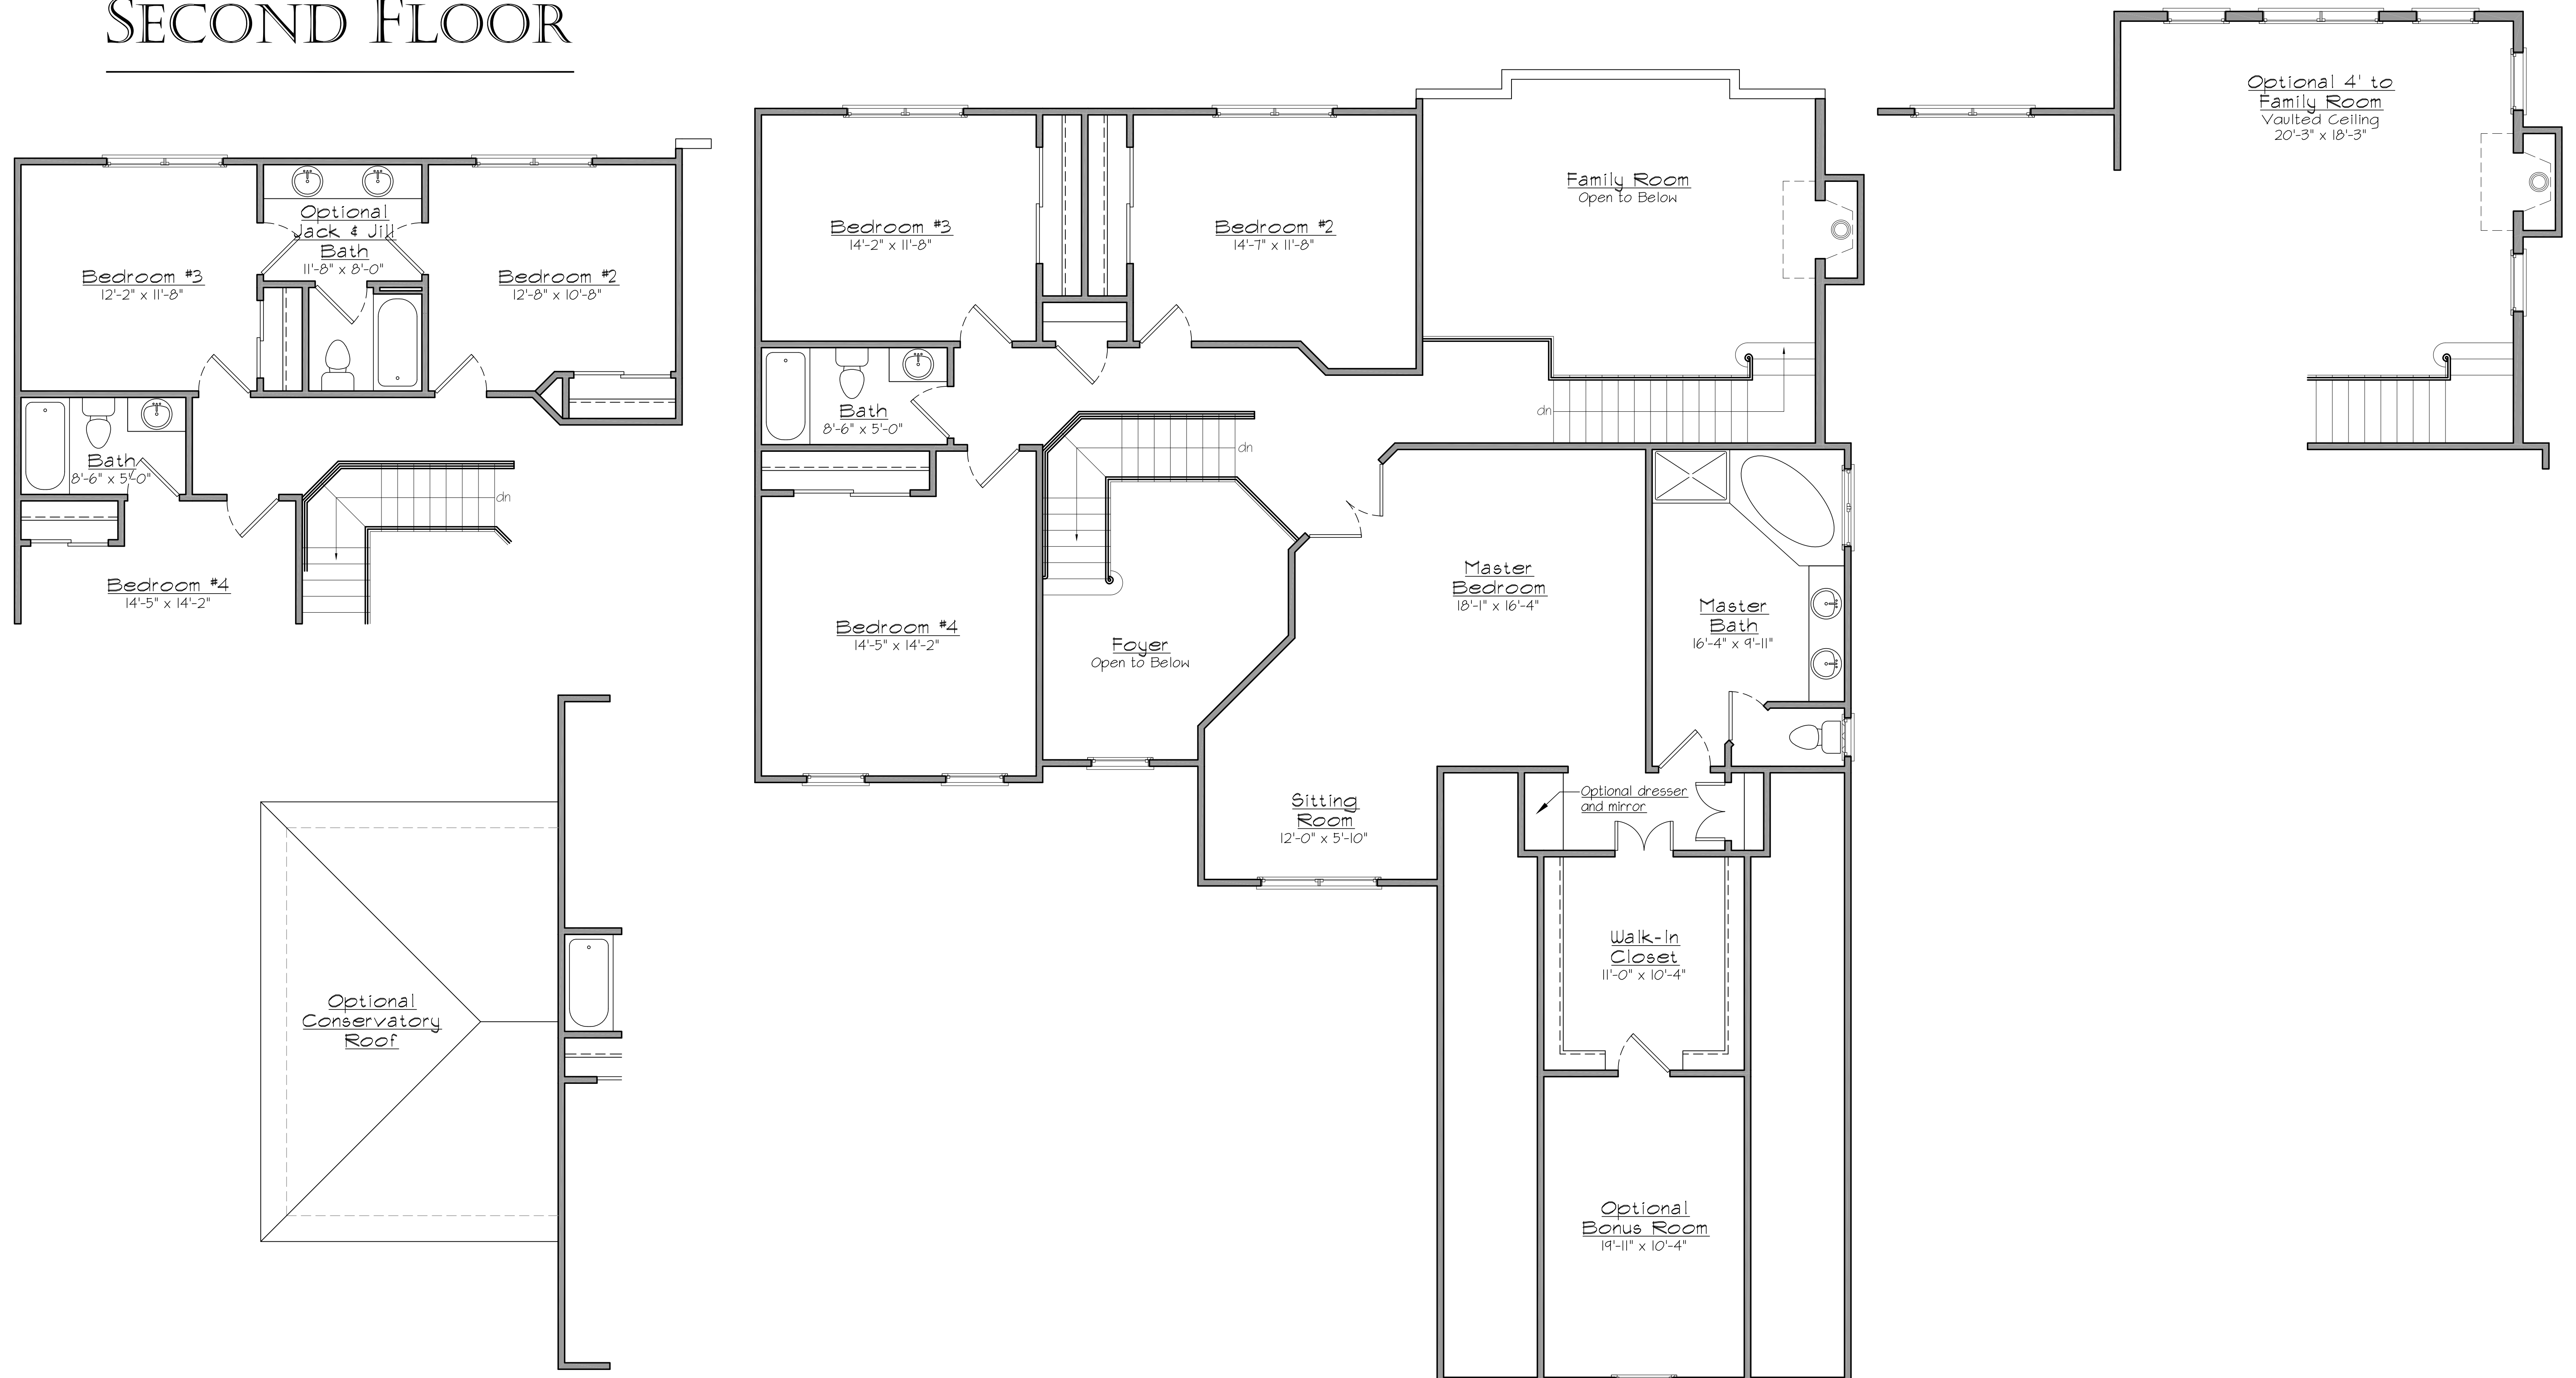 SECOND FLOOR
Optional
Jack & Jill
Bath
11'-8" x 8'-0"
Bedroom #3
12'-2" x 11'-8"
Bedroom #2
12'-8" x 10'-8"
Bath
8'-6" x 5'-0"
dn
Bedroom #4
14'-5" x 14'-2"
Optional
Conservatory
Roof
Bedroom #3
14'-2" x 11'-8"
Bedroom #2
14'-7" x 11'-8"
Family Room
Open to Below
Bath
8'-6" x 5'-0"
dn
dn
Master
Bedroom
18'-1" x 16'-4"
Master
Bath
16'-4" x 9'-11"
Bedroom #4
14'-5" x 14'-2"
Foyer
Open to Below
Sitting
Room
12'-0" x 5'-10"
Optional dresser
and mirror
Walk-In
Closet
11'-0" x 10'-4"
Optional
Bonus Room
19'-11" x 10'-4"
Optional 4' to
Family Room
Vaulted Ceiling
20'-3" x 18'-3"